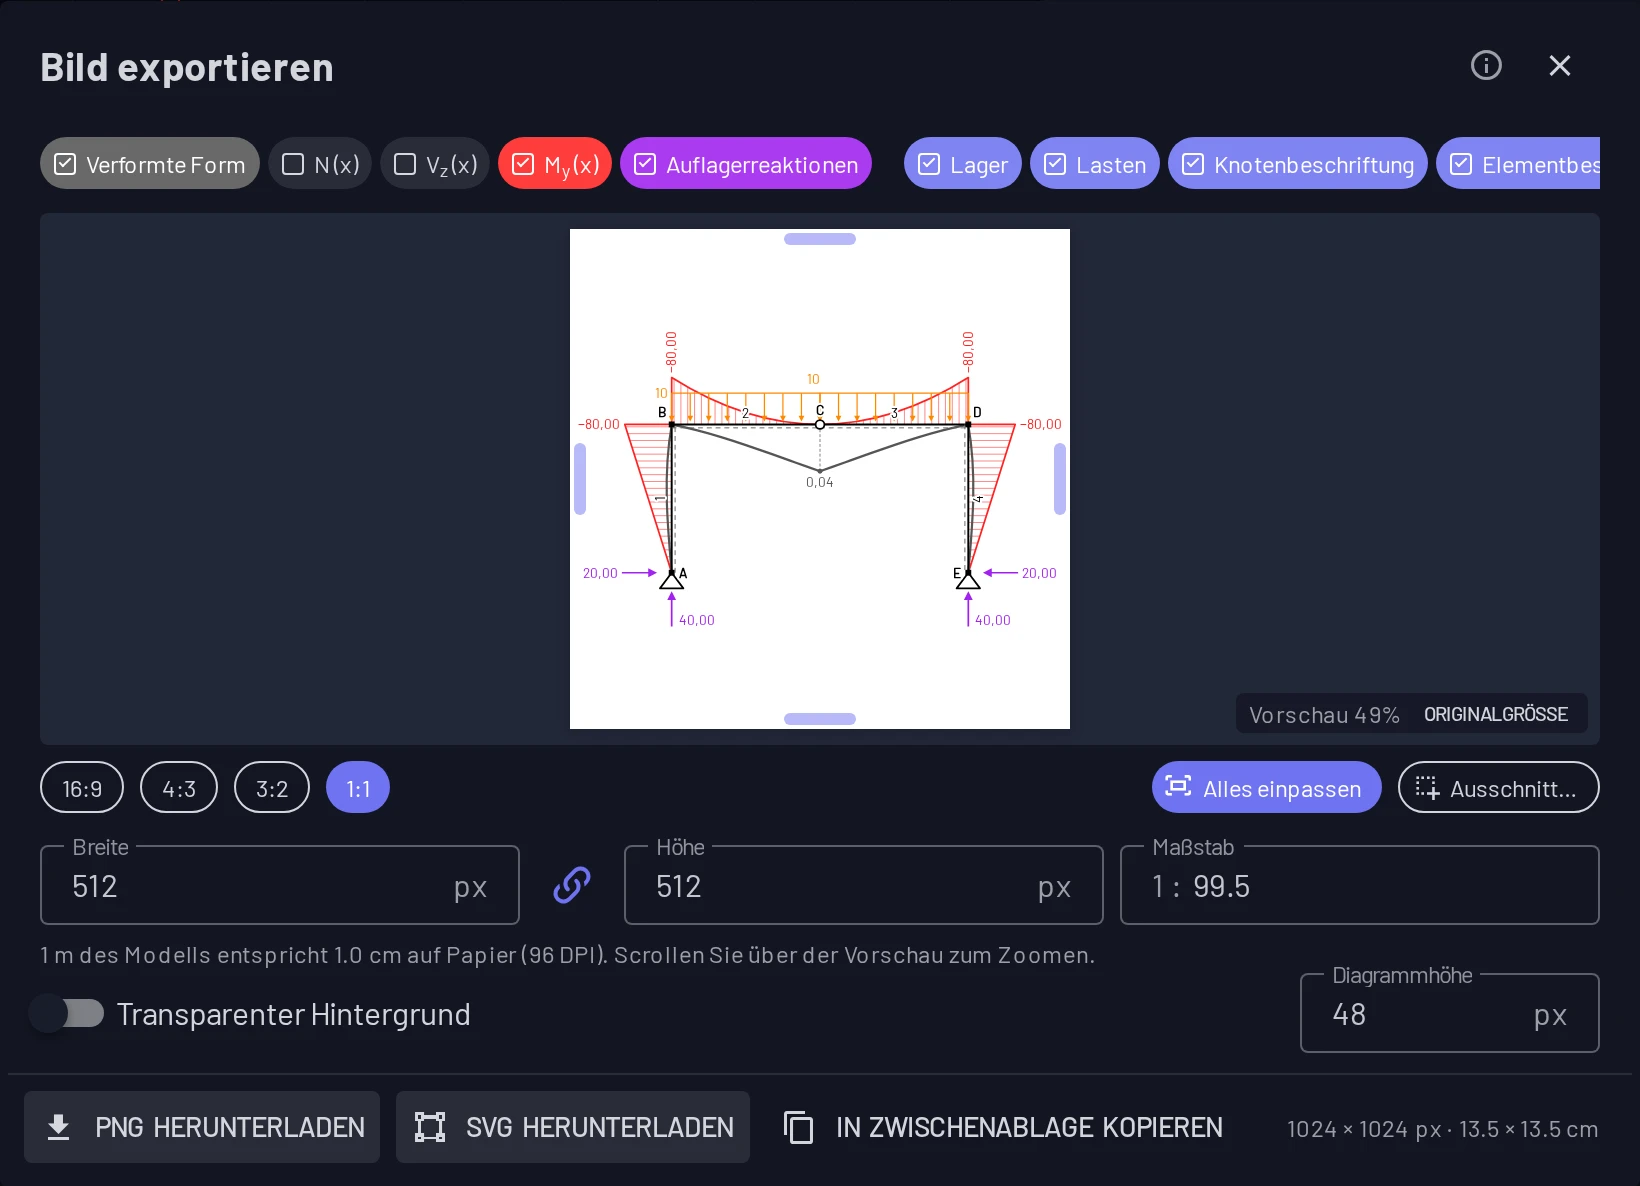 Bild exportieren
Verformte Form N(x) Vz(x) My(x) Auflagerreaktionen Lager Lasten Knotenbeschriftung Elementbes
−80,00 −80,00
10
10
B 2 C 3 D
−80,00 −80,00
0,04
1 4
20,00 A E 20,00
40,00 40,00
Vorschau 49% ORIGINALGRÖSSE
16:9 4:3 3:2 1:1 Alles einpassen Ausschnitt...
Breite Höhe Maßstab
512 px 512 px 1 : 99.5
1 m des Modells entspricht 1.0 cm auf Papier (96 DPI). Scrollen Sie über der Vorschau zum Zoomen.
Diagrammhöhe
Transparenter Hintergrund 48 px
PNG HERUNTERLADEN SVG HERUNTERLADEN IN ZWISCHENABLAGE KOPIEREN 1024 × 1024 px · 13.5 × 13.5 cm